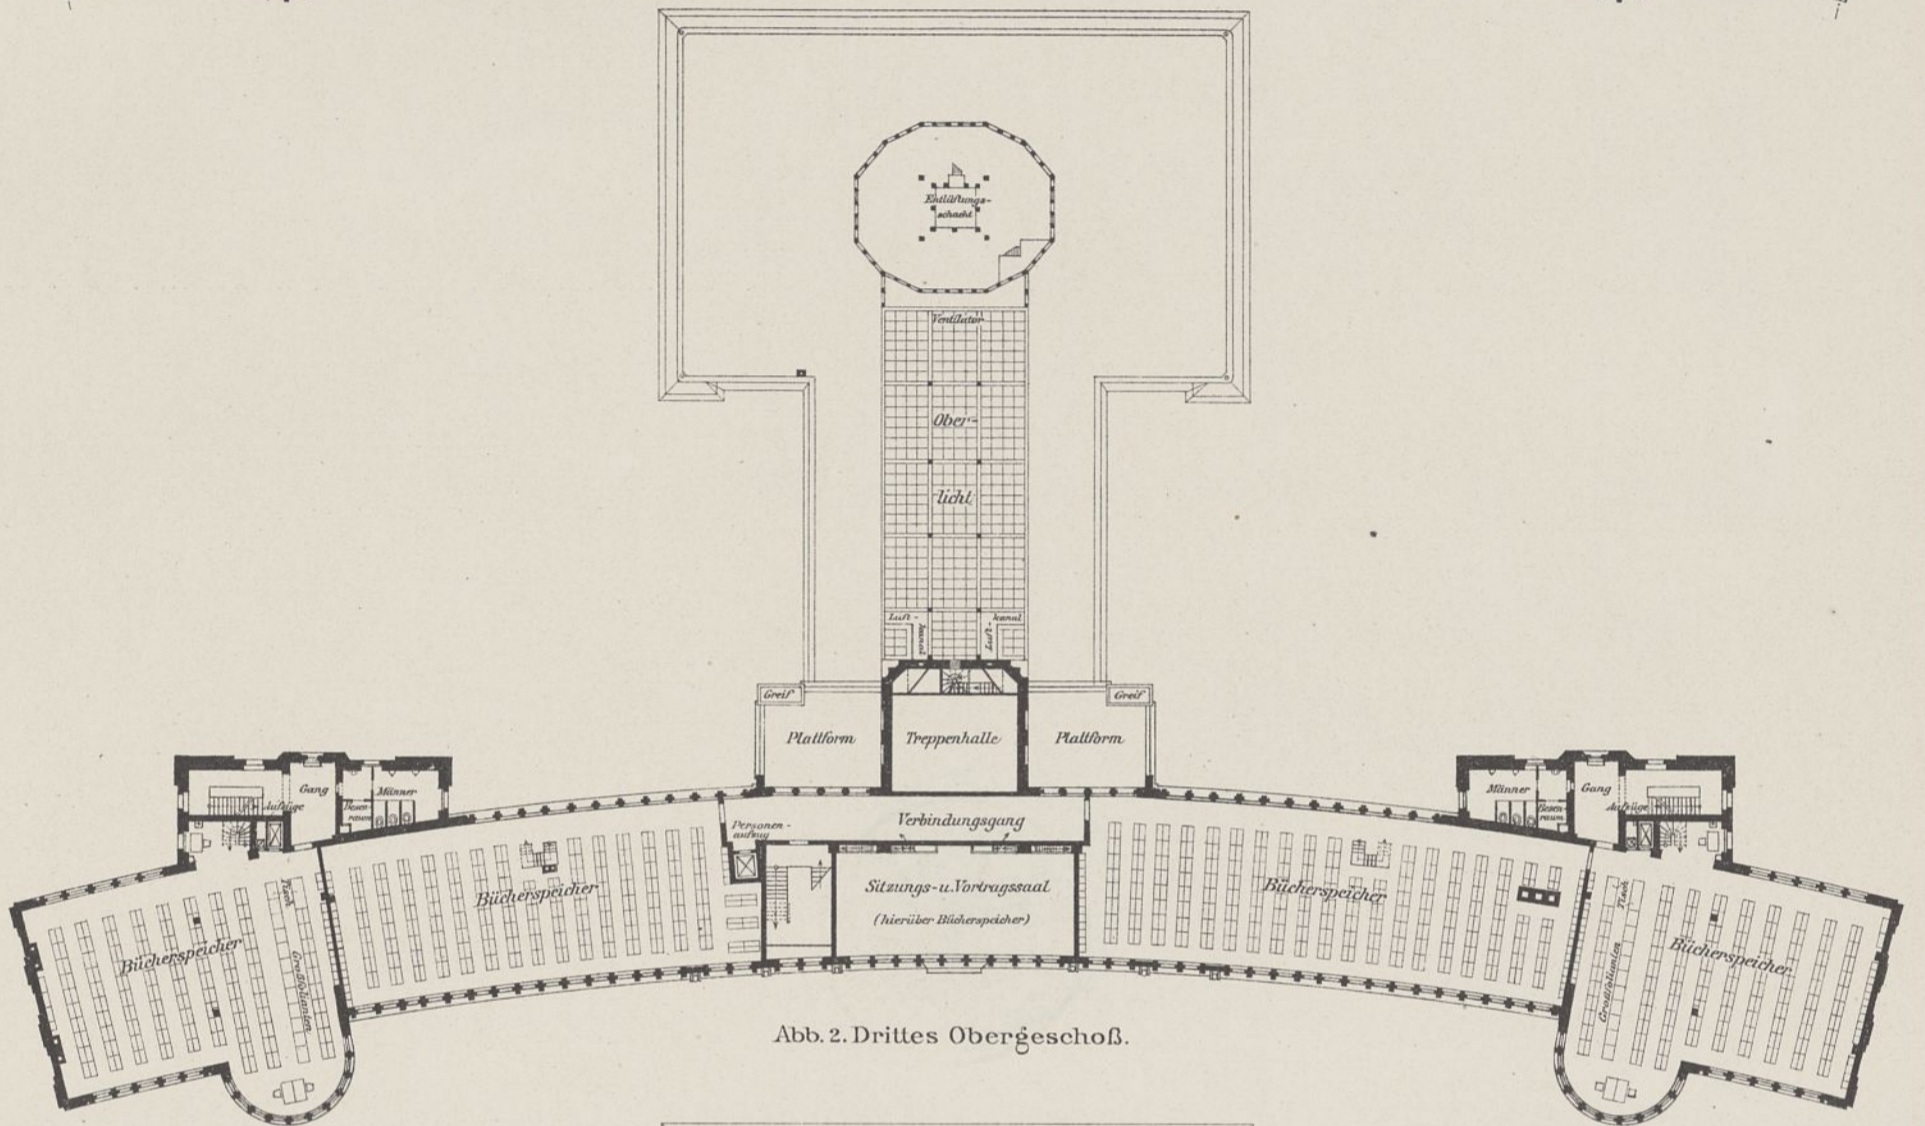 Entlüftungs-
schacht
Ventilator
Ober-
licht
Luft-
kanal
Luft-
kanal
Greif
Greif
Plattform
Treppenhalle
Plattform
Gang
Männer
Aufzüge
Besen-
raum
Männer
Gang
Besen-
raum
Aufzüge
Personen-
aufzug
Verbindungsgang
Sitzungs- u. Vortragssaal
(hierüber Bücherspeicher)
Bücherspeicher
Tisch
Großfolianten
Bücherspeicher
Bücherspeicher
Tisch
Großfolianten
Bücherspeicher
Abb. 2. Drittes Obergeschoß.